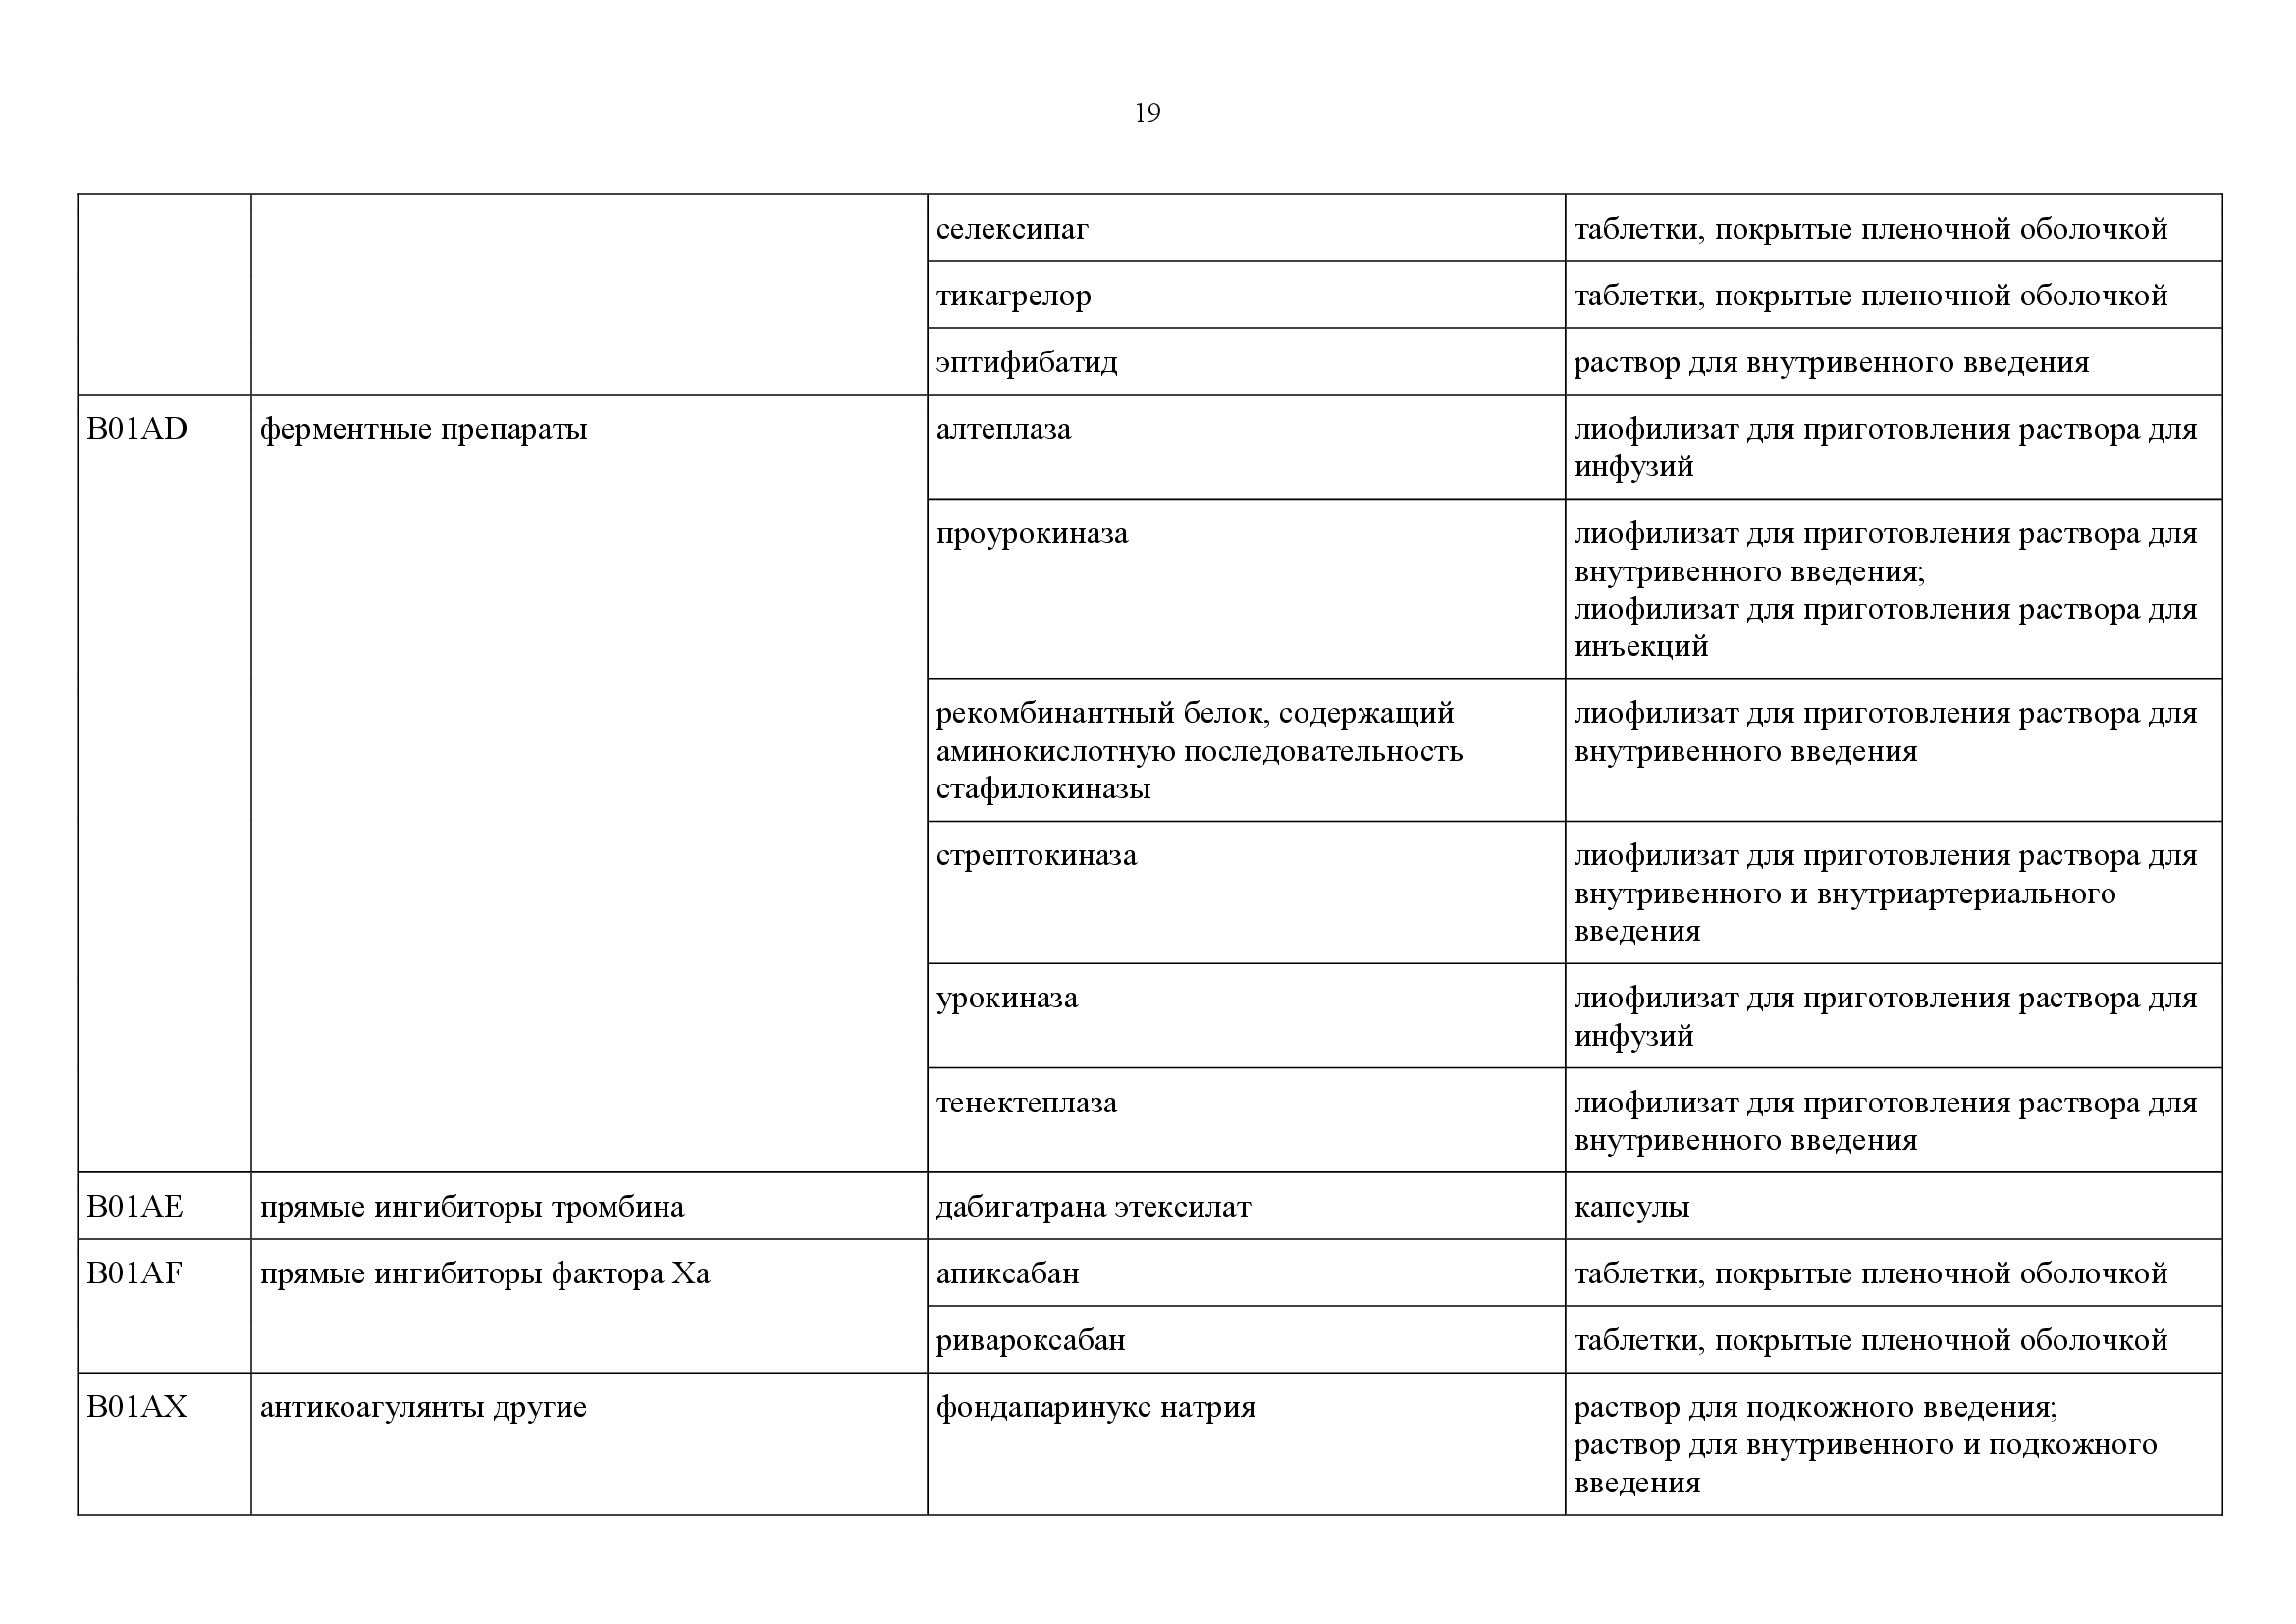 19
селексипаг
таблетки, покрытые пленочной оболочкой
тикагрелор
таблетки, покрытые пленочной оболочкой
эптифибатид
раствор для внутривенного введения
B01AD
ферментные препараты
алтеплаза
лиофилизат для приготовления раствора для
инфузий
проурокиназа
лиофилизат для приготовления раствора для
внутривенного введения;
лиофилизат для приготовления раствора для
инъекций
рекомбинантный белок, содержащий
аминокислотную последовательность
стафилокиназы
лиофилизат для приготовления раствора для
внутривенного введения
стрептокиназа
лиофилизат для приготовления раствора для
внутривенного и внутриартериального
введения
урокиназа
лиофилизат для приготовления раствора для
инфузий
тенектеплаза
лиофилизат для приготовления раствора для
внутривенного введения
B01AE
прямые ингибиторы тромбина
дабигатрана этексилат
капсулы
B01AF
прямые ингибиторы фактора Xa
апиксабан
таблетки, покрытые пленочной оболочкой
ривароксабан
таблетки, покрытые пленочной оболочкой
B01AX
антикоагулянты другие
фондапаринукс натрия
раствор для подкожного введения;
раствор для внутривенного и подкожного
введения